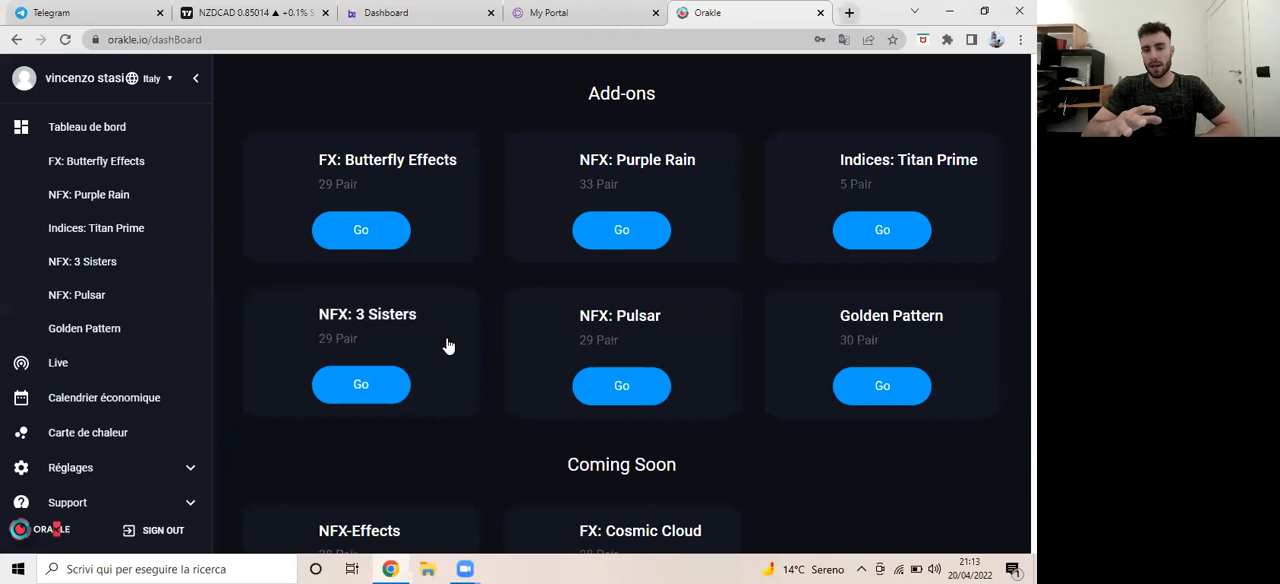 Telegram
NZDCAD 0.85014 ▲ +0.1% S
Dashboard
My Portal
Orakle
orakle.io/dashBoard
vincenzo stasi Italy
Tableau de bord
FX: Butterfly Effects
NFX: Purple Rain
Indices: Titan Prime
NFX: 3 Sisters
NFX: Pulsar
Golden Pattern
Live
Calendrier économique
Carte de chaleur
Réglages
Support
ORAKLE
SIGN OUT
Add-ons
FX: Butterfly Effects
29 Pair
Go
NFX: Purple Rain
33 Pair
Go
Indices: Titan Prime
5 Pair
Go
NFX: 3 Sisters
29 Pair
Go
NFX: Pulsar
29 Pair
Go
Golden Pattern
30 Pair
Go
Coming Soon
NFX-Effects
FX: Cosmic Cloud
Scrivi qui per eseguire la ricerca
14°C Sereno
21:13
20/04/2022